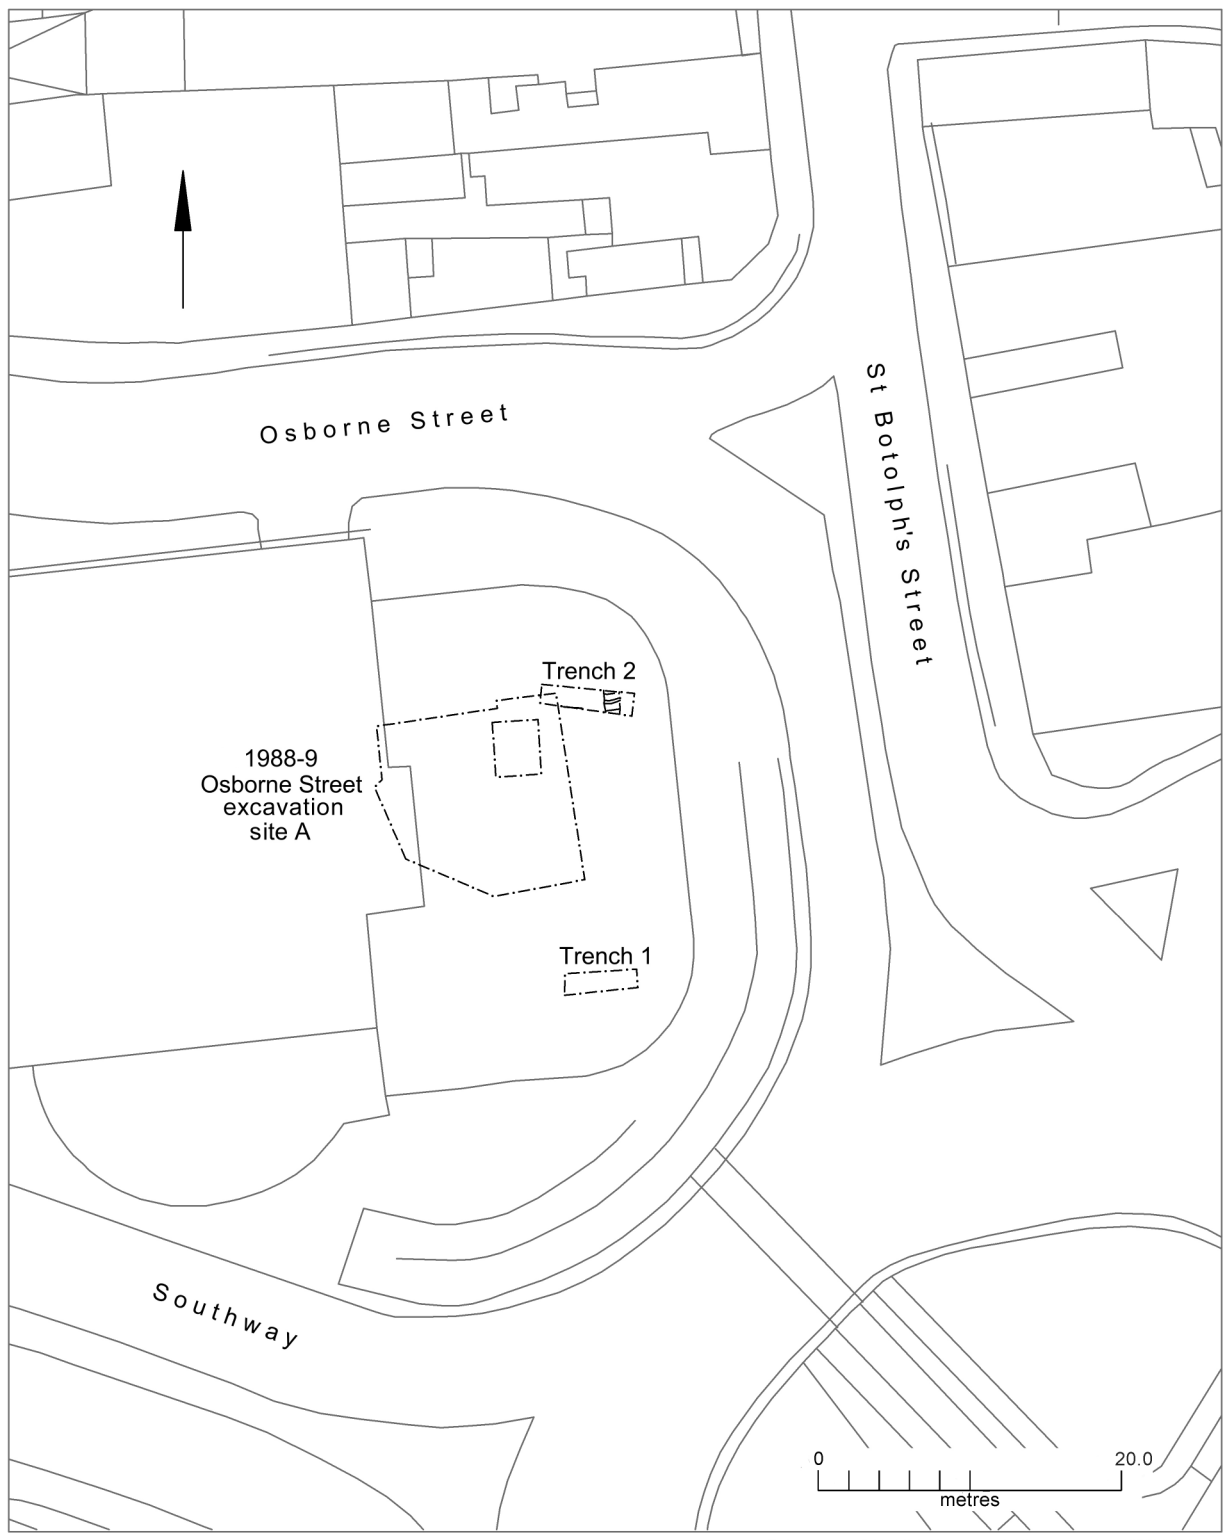 Osborne Street
St Botolph's Street
Trench 2
1988-9
Osborne Street
excavation
site A
Trench 1
Southway
0 20.0
metres